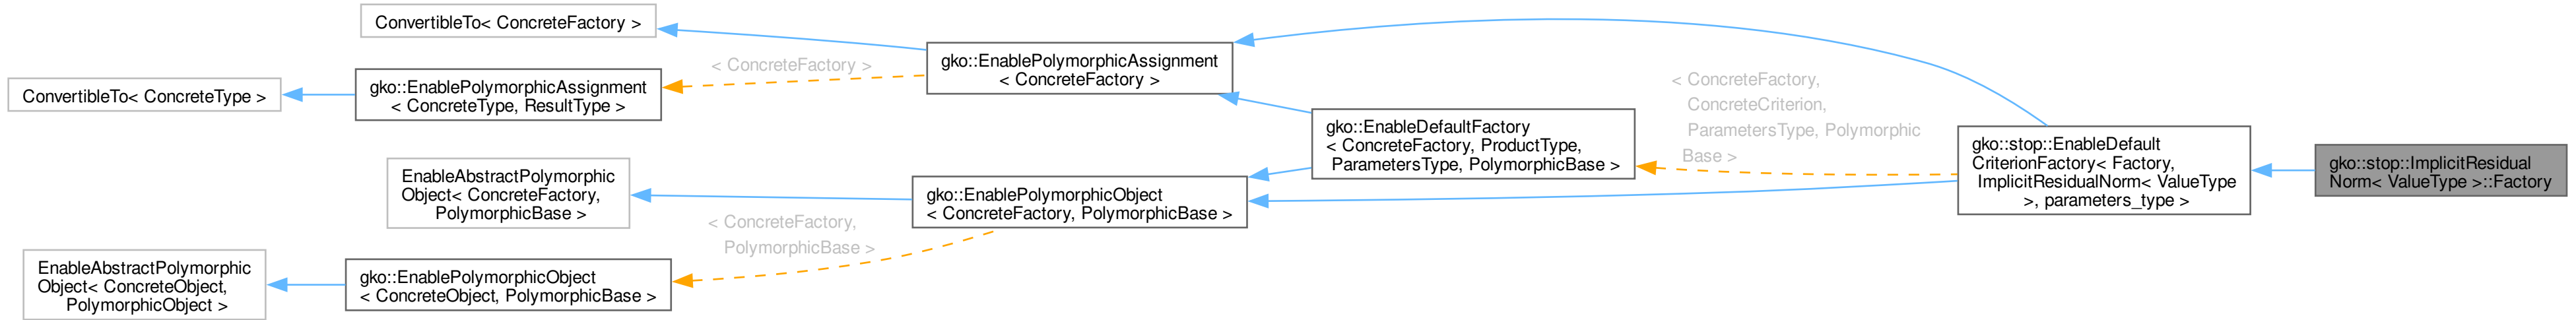 ConvertibleTo< ConcreteFactory >
ConvertibleTo< ConcreteType >
gko::EnablePolymorphicAssignment
< ConcreteType, ResultType >
< ConcreteFactory >
gko::EnablePolymorphicAssignment
< ConcreteFactory >
EnableAbstractPolymorphic
Object< ConcreteFactory,
PolymorphicBase >
EnableAbstractPolymorphic
Object< ConcreteObject,
PolymorphicObject >
gko::EnablePolymorphicObject
< ConcreteObject, PolymorphicBase >
< ConcreteFactory,
PolymorphicBase >
gko::EnablePolymorphicObject
< ConcreteFactory, PolymorphicBase >
gko::EnableDefaultFactory
< ConcreteFactory, ProductType,
ParametersType, PolymorphicBase >
< ConcreteFactory,
ConcreteCriterion,
ParametersType, Polymorphic
Base >
gko::stop::EnableDefault
CriterionFactory< Factory,
ImplicitResidualNorm< ValueType
>, parameters_type >
gko::stop::ImplicitResidual
Norm< ValueType >::Factory